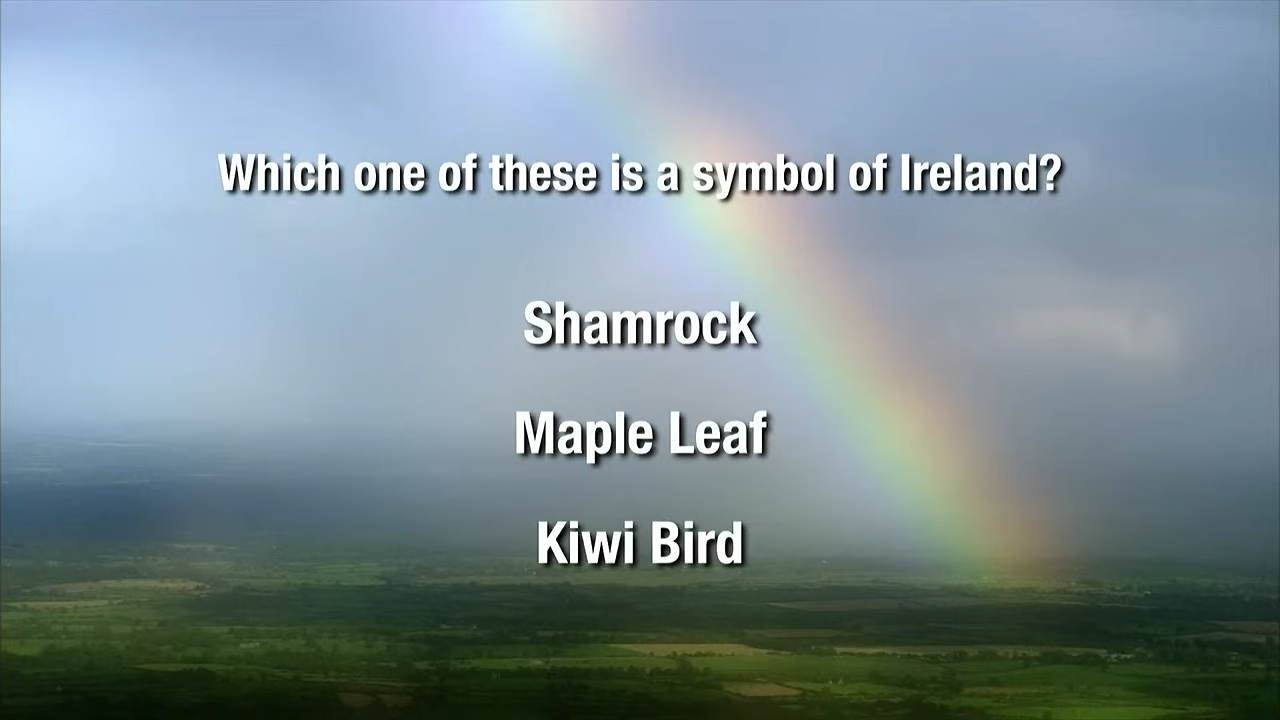 Which one of these is a symbol of Ireland?
Shamrock
Maple Leaf
Kiwi Bird